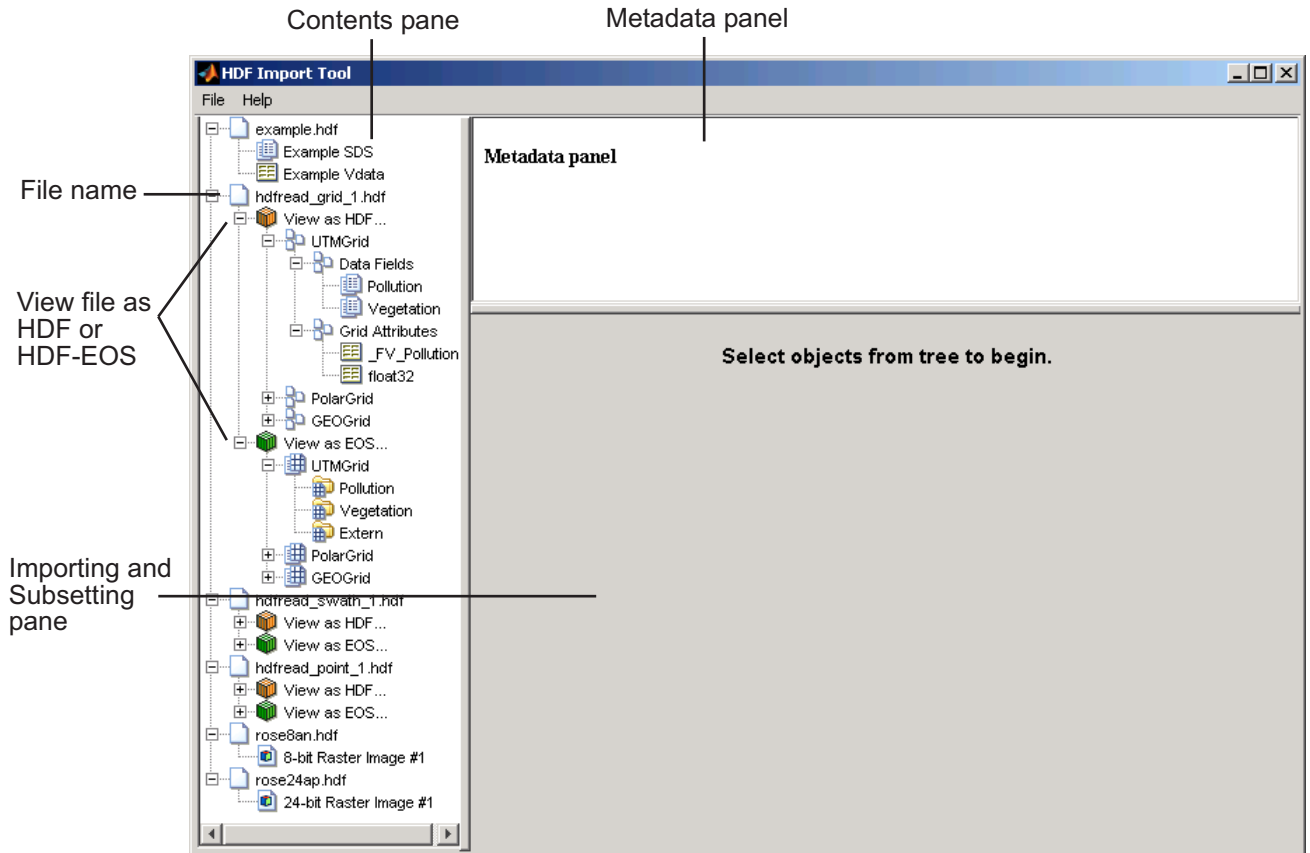 Contents pane
Metadata panel
HDF Import Tool
File Help
example.hdf
Example SDS
Example Vdata
Metadata panel
File name
hdfread_grid_1.hdf
View as HDF...
UTMGrid
Data Fields
Pollution
Vegetation
Grid Attributes
_FV_Pollution
float32
PolarGrid
GEOGrid
View file as
HDF or
HDF-EOS
Select objects from tree to begin.
View as EOS...
UTMGrid
Pollution
Vegetation
Extern
PolarGrid
GEOGrid
Importing and
Subsetting
pane
hdfread_swath_1.hdf
View as HDF...
View as EOS...
hdfread_point_1.hdf
View as HDF...
View as EOS...
rose8an.hdf
8-bit Raster Image #1
rose24ap.hdf
24-bit Raster Image #1